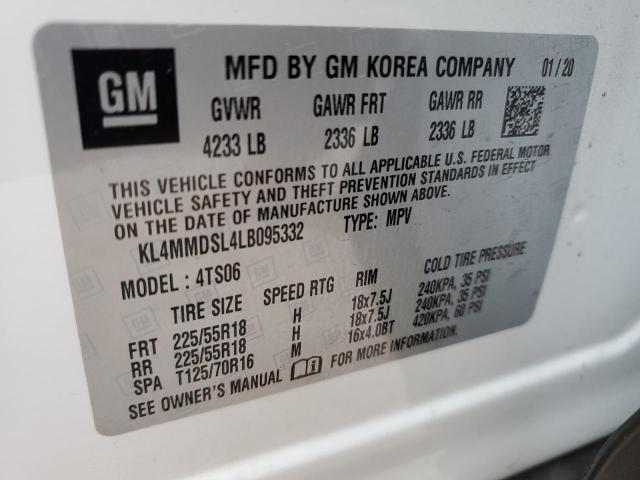 GM
MFD BY GM KOREA COMPANY 01/20
GVWR GAWR FRT GAWR RR
4233 LB 2336 LB 2336 LB
THIS VEHICLE CONFORMS TO ALL APPLICABLE U.S. FEDERAL MOTOR
VEHICLE SAFETY AND THEFT PREVENTION STANDARDS IN EFFECT
ON THE DATE OF MANUFACTURE SHOWN ABOVE.
KL4MMDSL4LB095332 TYPE: MPV
MODEL: 4TS06
TIRE SIZE SPEED RTG RIM COLD TIRE PRESSURE
FRT 225/55R18 H 18x7.5J 240KPA, 35 PSI
RR 225/55R18 H 18x7.5J 240KPA, 35 PSI
SPA T125/70R16 M 16x4.0BT 420KPA, 60 PSI
SEE OWNER'S MANUAL FOR MORE INFORMATION.